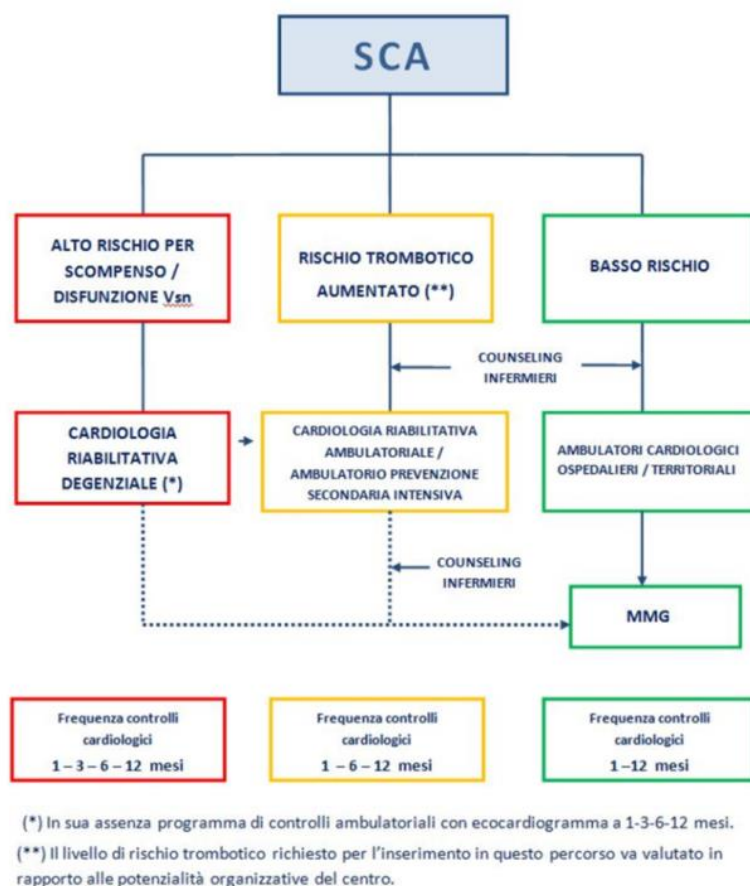 SCA
ALTO RISCHIO PER
SCOMPENSO /
DISFUNZIONE Vsn
RISCHIO TROMBOTICO
AUMENTATO (**)
BASSO RISCHIO
COUNSELING
INFERMIERI
CARDIOLOGIA
RIABILITATIVA
DEGENZIALE (*)
CARDIOLOGIA RIABILITATIVA
AMBULATORIALE /
AMBULATORIO PREVENZIONE
SECONDARIA INTENSIVA
AMBULATORI CARDIOLOGICI
OSPEDALIERI / TERRITORIALI
COUNSELING
INFERMIERI
MMG
Frequenza controlli
cardiologici
1 – 3 – 6 – 12 mesi
Frequenza controlli
cardiologici
1 – 6 – 12 mesi
Frequenza controlli
cardiologici
1 –12 mesi
(*) In sua assenza programma di controlli ambulatoriali con ecocardiogramma a 1-3-6-12 mesi.
(**) Il livello di rischio trombotico richiesto per l'inserimento in questo percorso va valutato in
rapporto alle potenzialità organizzative del centro.